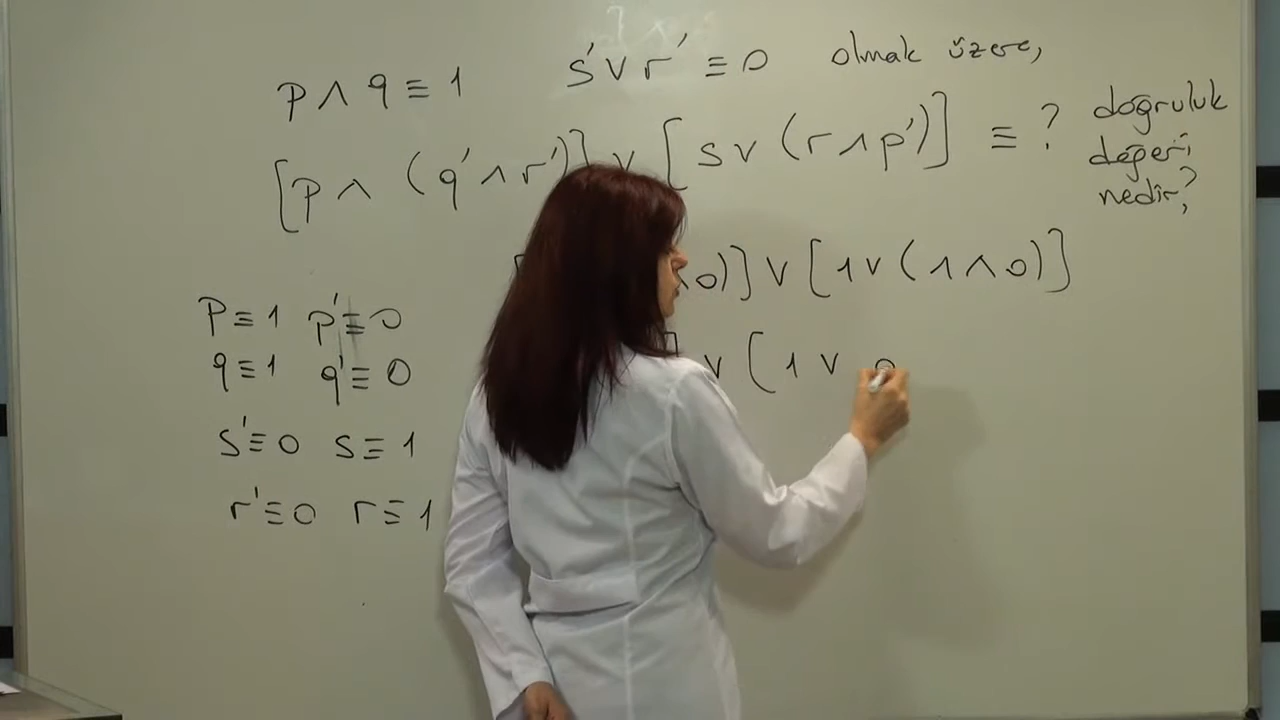 p ∧ q ≡ 1 s' ∨ r' ≡ 0 olmak üzere,
[p ∧ (q' ∧ r')] ∨ [s ∨ (r ∧ p')] ≡ ? doğruluk
değeri
nedir?
0)] ∨ [1 ∨ (1 ∧ 0)]
] ∨ [1 ∨ 0
p ≡ 1 p' ≡ 0
q ≡ 1 q' ≡ 0
s' ≡ 0 s ≡ 1
r' ≡ 0 r ≡ 1